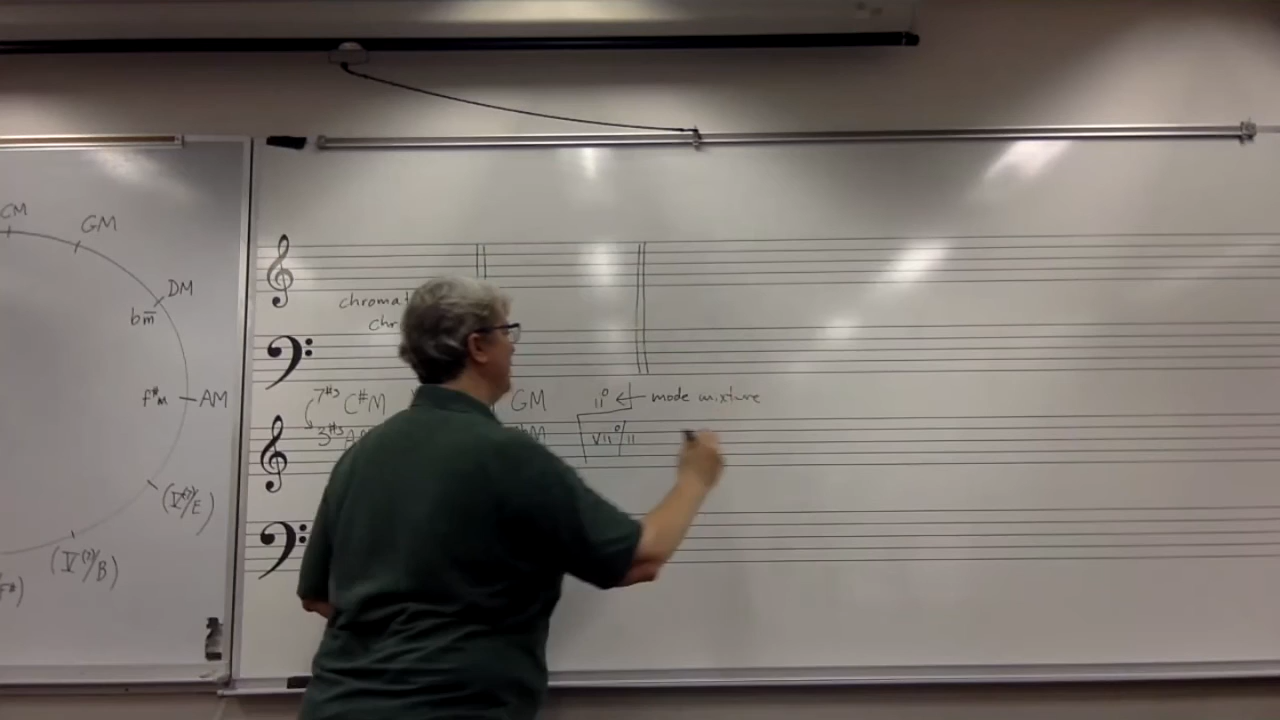 CM
GM
DM
bm
f#m AM
(V(7)/E)
(V(7)/B)
chromat
chr
7#s C#M GM
3#s
ii° ← mode mixture
vii°/ii